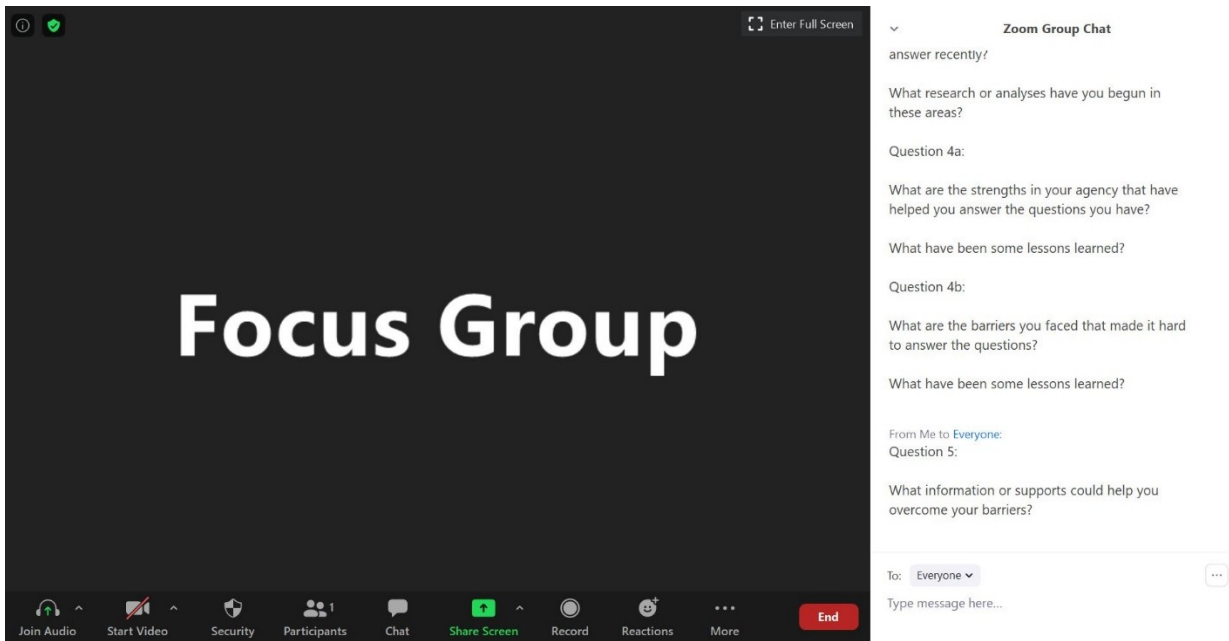 Enter Full Screen
Focus Group
Join Audio
Start Video
Security
Participants
1
Chat
Share Screen
Record
Reactions
More
End
Zoom Group Chat
answer recently?
What research or analyses have you begun in
these areas?
Question 4a:
What are the strengths in your agency that have
helped you answer the questions you have?
What have been some lessons learned?
Question 4b:
What are the barriers you faced that made it hard
to answer the questions?
What have been some lessons learned?
From Me to Everyone:
Question 5:
What information or supports could help you
overcome your barriers?
To: Everyone
Type message here...